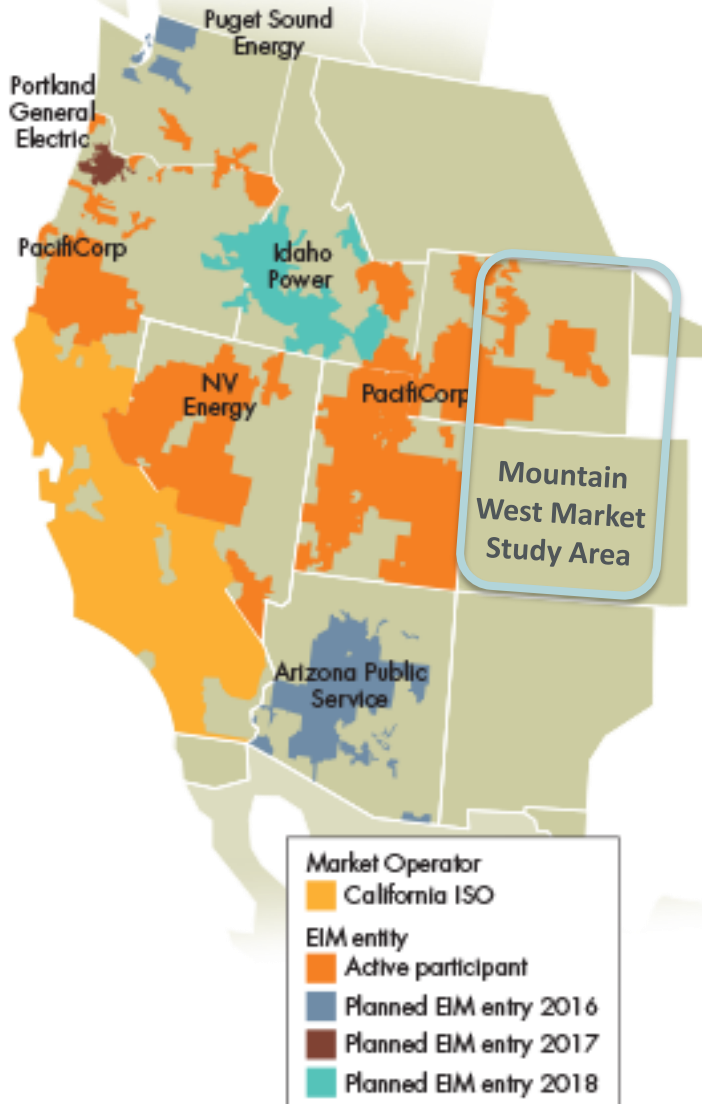 Puget Sound
Energy
Portland
General
Electric
PacifiCorp
Idaho
Power
NV
Energy
PacifiCorp
Mountain
West Market
Study Area
Arizona Public
Service
Market Operator
California ISO
EIM entity
Active participant
Planned EIM entry 2016
Planned EIM entry 2017
Planned EIM entry 2018